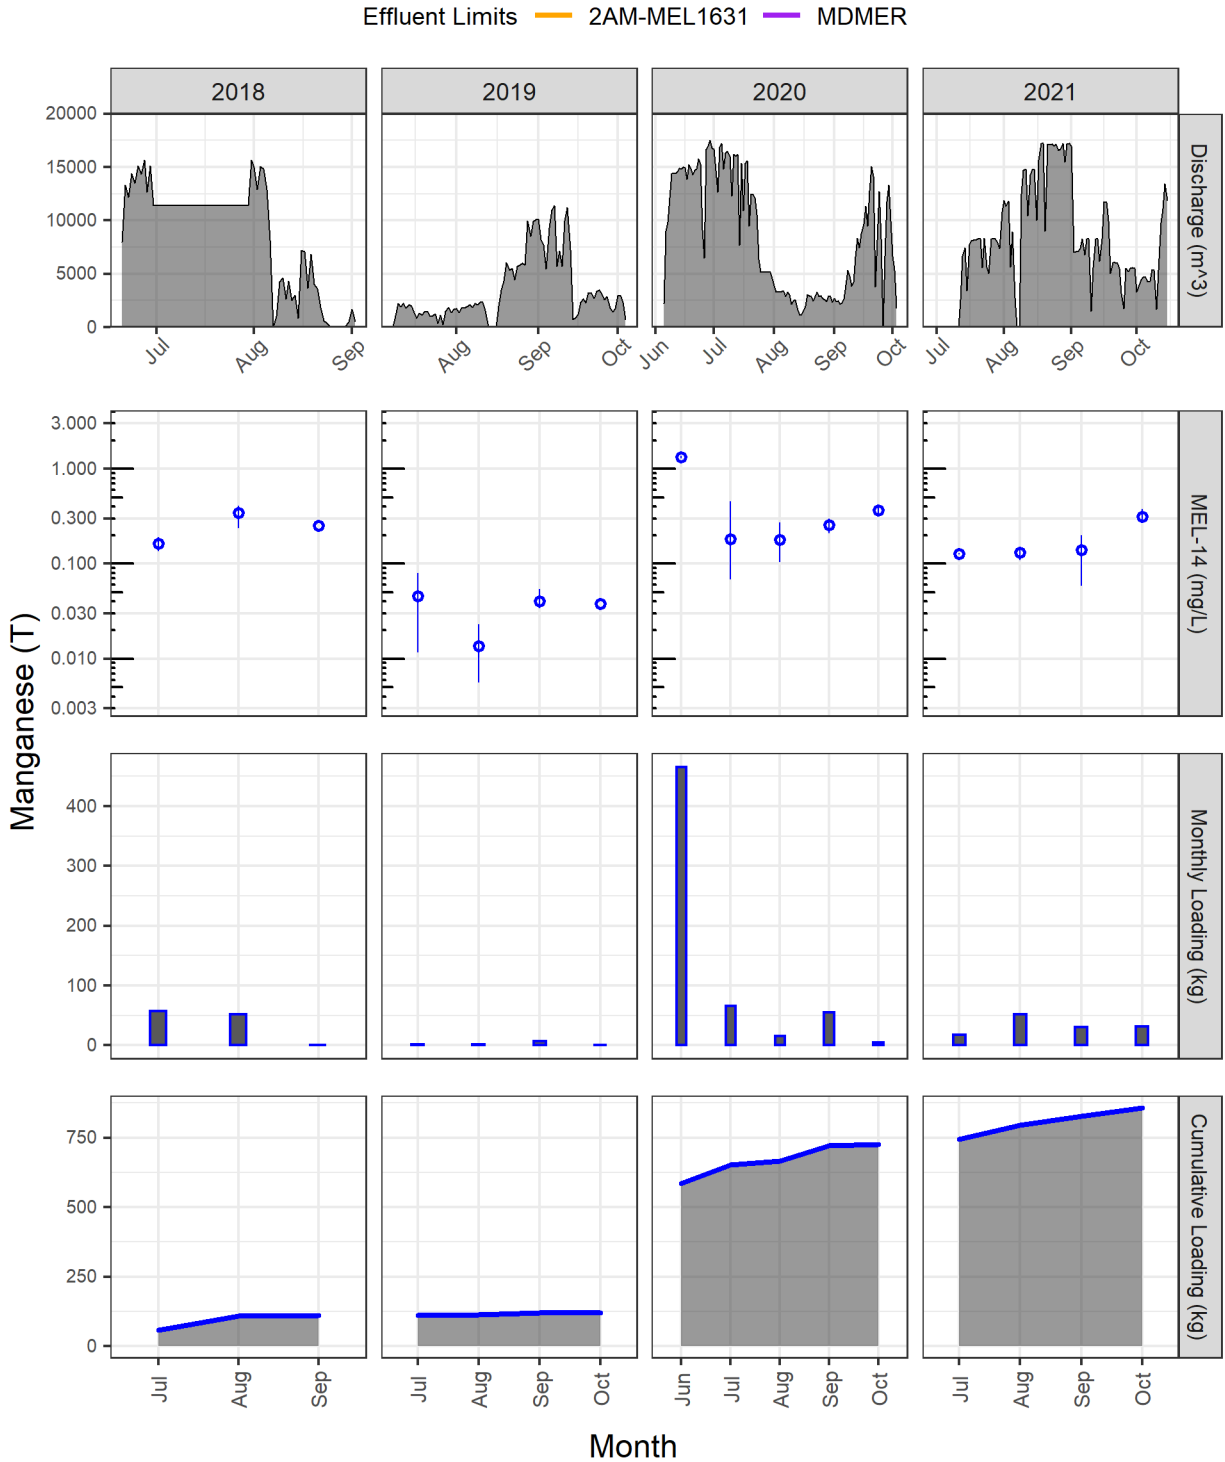 Effluent Limits 2AM-MEL1631 MDMER
2018 2019 2020 2021
20000
15000
10000
5000
0
Discharge (m^3)
Jul Aug Sep Aug Sep Oct Jun Jul Aug Sep Oct Jul Aug Sep Oct
3.000
1.000
0.300
0.100
0.030
0.010
0.003
MEL-14 (mg/L)
Manganese (T)
400
300
200
100
0
Monthly Loading (kg)
750
500
250
0
Cumulative Loading (kg)
Jul Aug Sep Jul Aug Sep Oct Jun Jul Aug Sep Oct Jul Aug Sep Oct
Month